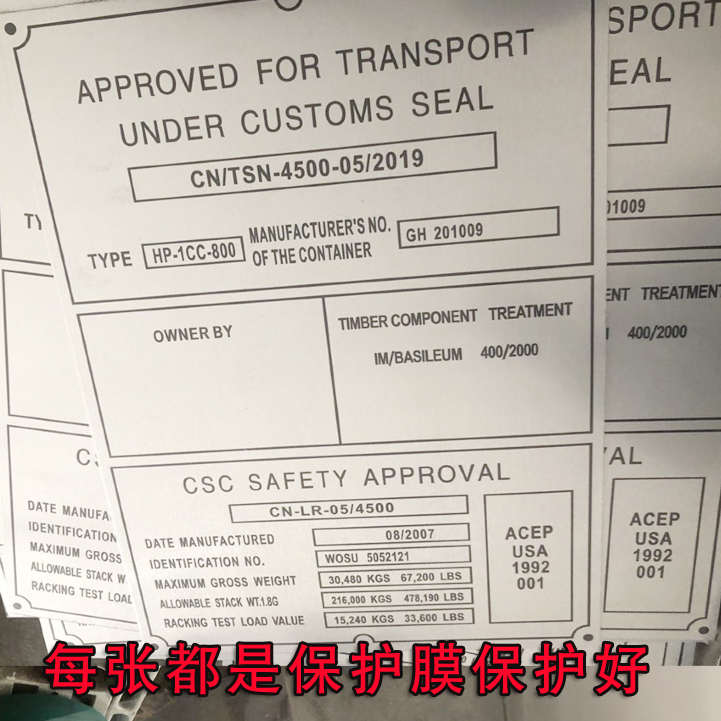 APPROVED FOR TRANSPORT
UNDER CUSTOMS SEAL
CN/TSN-4500-05/2019
TYPE HP-1CC-800 MANUFACTURER'S NO. OF THE CONTAINER GH 201009
OWNER BY
TIMBER COMPONENT TREATMENT
IM/BASILEUM 400/2000
CSC SAFETY APPROVAL
CN-LR-05/4500
DATE MANUFACTURED 08/2007
IDENTIFICATION NO. WOSU 5052121
MAXIMUM GROSS WEIGHT 30,480 KGS 67,200 LBS
ALLOWABLE STACK WT.1.8G 216,000 KGS 478,190 LBS
RACKING TEST LOAD VALUE 15,240 KGS 33,600 LBS
ACEP
USA
1992
001
SPORT
SEAL
01009
ENT TREATMENT
400/2000
AL
ACEP
USA
1992
001
TY
CS
DATE MANUFA
IDENTIFICATION
MAXIMUM GROSS
ALLOWABLE STACK W
RACKING TEST LOAD
每张都是保护膜保护好